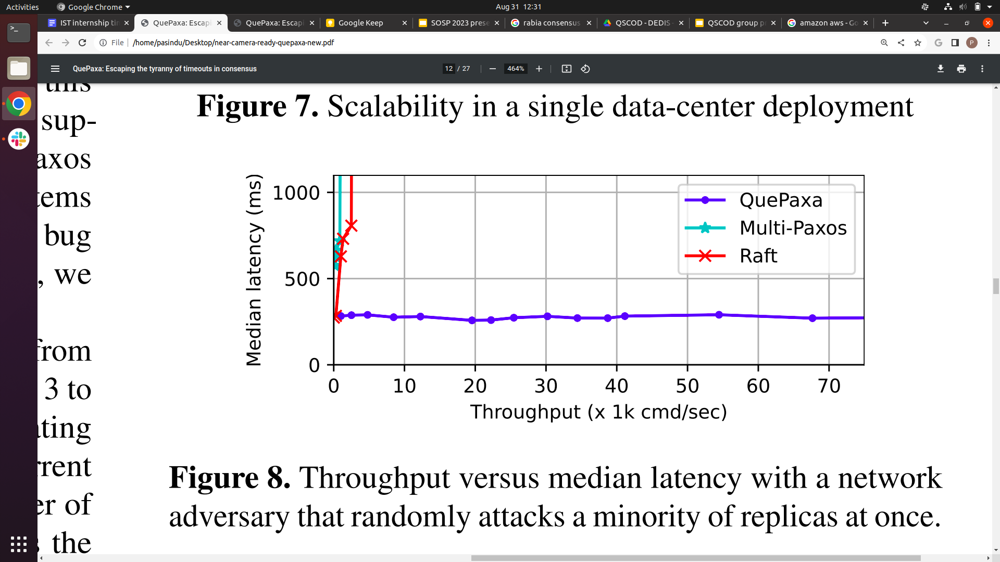 Activities
Google Chrome
Aug 31 12:31
IST internship tin
QuePaxa: Escapi
QuePaxa: Escapi
Google Keep
SOSP 2023 prese
rabia consensus
QSCOD - DEDIS -
QSCOD group p
amazon aws - Go
File
/home/pasindu/Desktop/near-camera-ready-quepaxa-new.pdf
P
QuePaxa: Escaping the tyranny of timeouts in consensus
12 / 27
464%
this
sup-
axos
tems
bug
, we
from
3 to
ating
rrent
er of
s the
Figure 7. Scalability in a single data-center deployment
Median latency (ms)
1000
500
0
QuePaxa
Multi-Paxos
Raft
0 10 20 30 40 50 60 70
Throughput (x 1k cmd/sec)
Figure 8. Throughput versus median latency with a network
adversary that randomly attacks a minority of replicas at once.